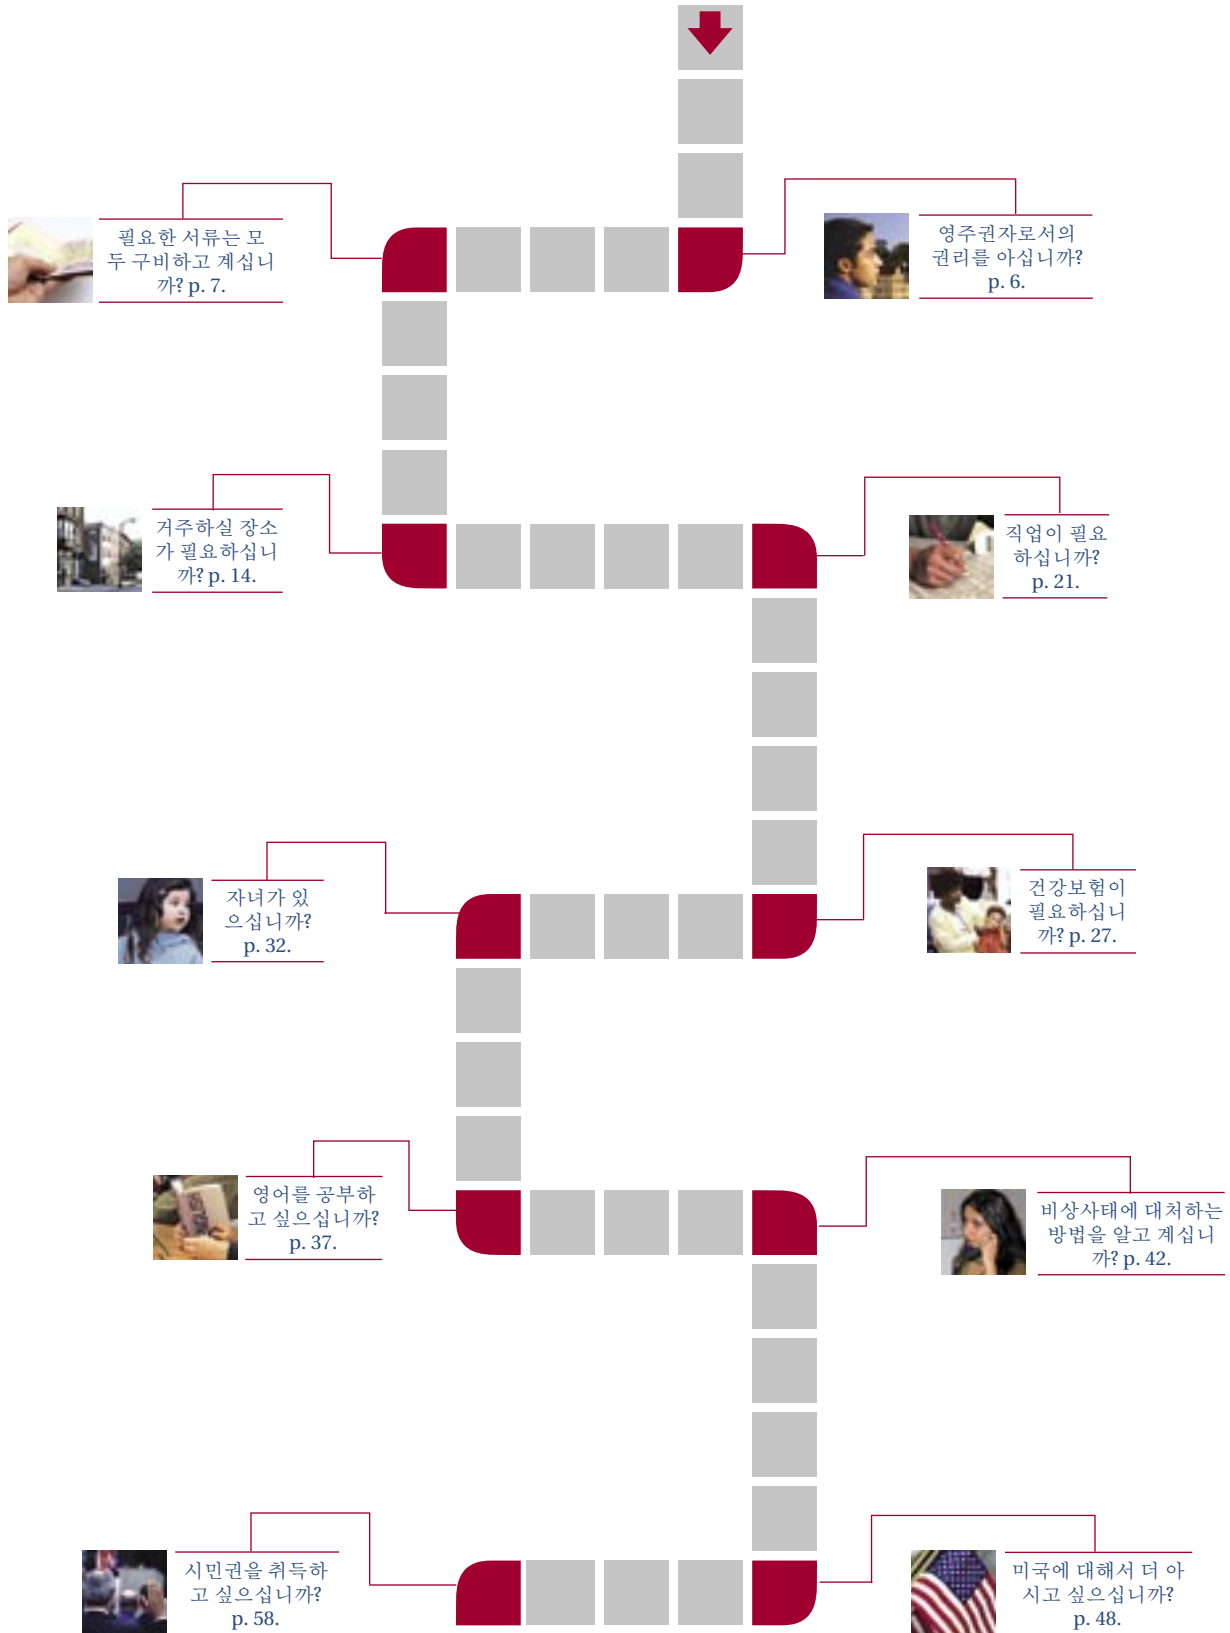 영주권자로서의
권리를 아십니까?
p. 6.
필요한 서류는 모
두 구비하고 계십니
까? p. 7.
거주하실 장소
가 필요하십니
까? p. 14.
직업이 필요
하십니까?
p. 21.
건강보험이
필요하십니
까? p. 27.
자녀가 있
으십니까?
p. 32.
영어를 공부하
고 싶으십니까?
p. 37.
비상사태에 대처하는
방법을 알고 계십니
까? p. 42.
미국에 대해서 더 아
시고 싶으십니까?
p. 48.
시민권을 취득하
고 싶으십니까?
p. 58.